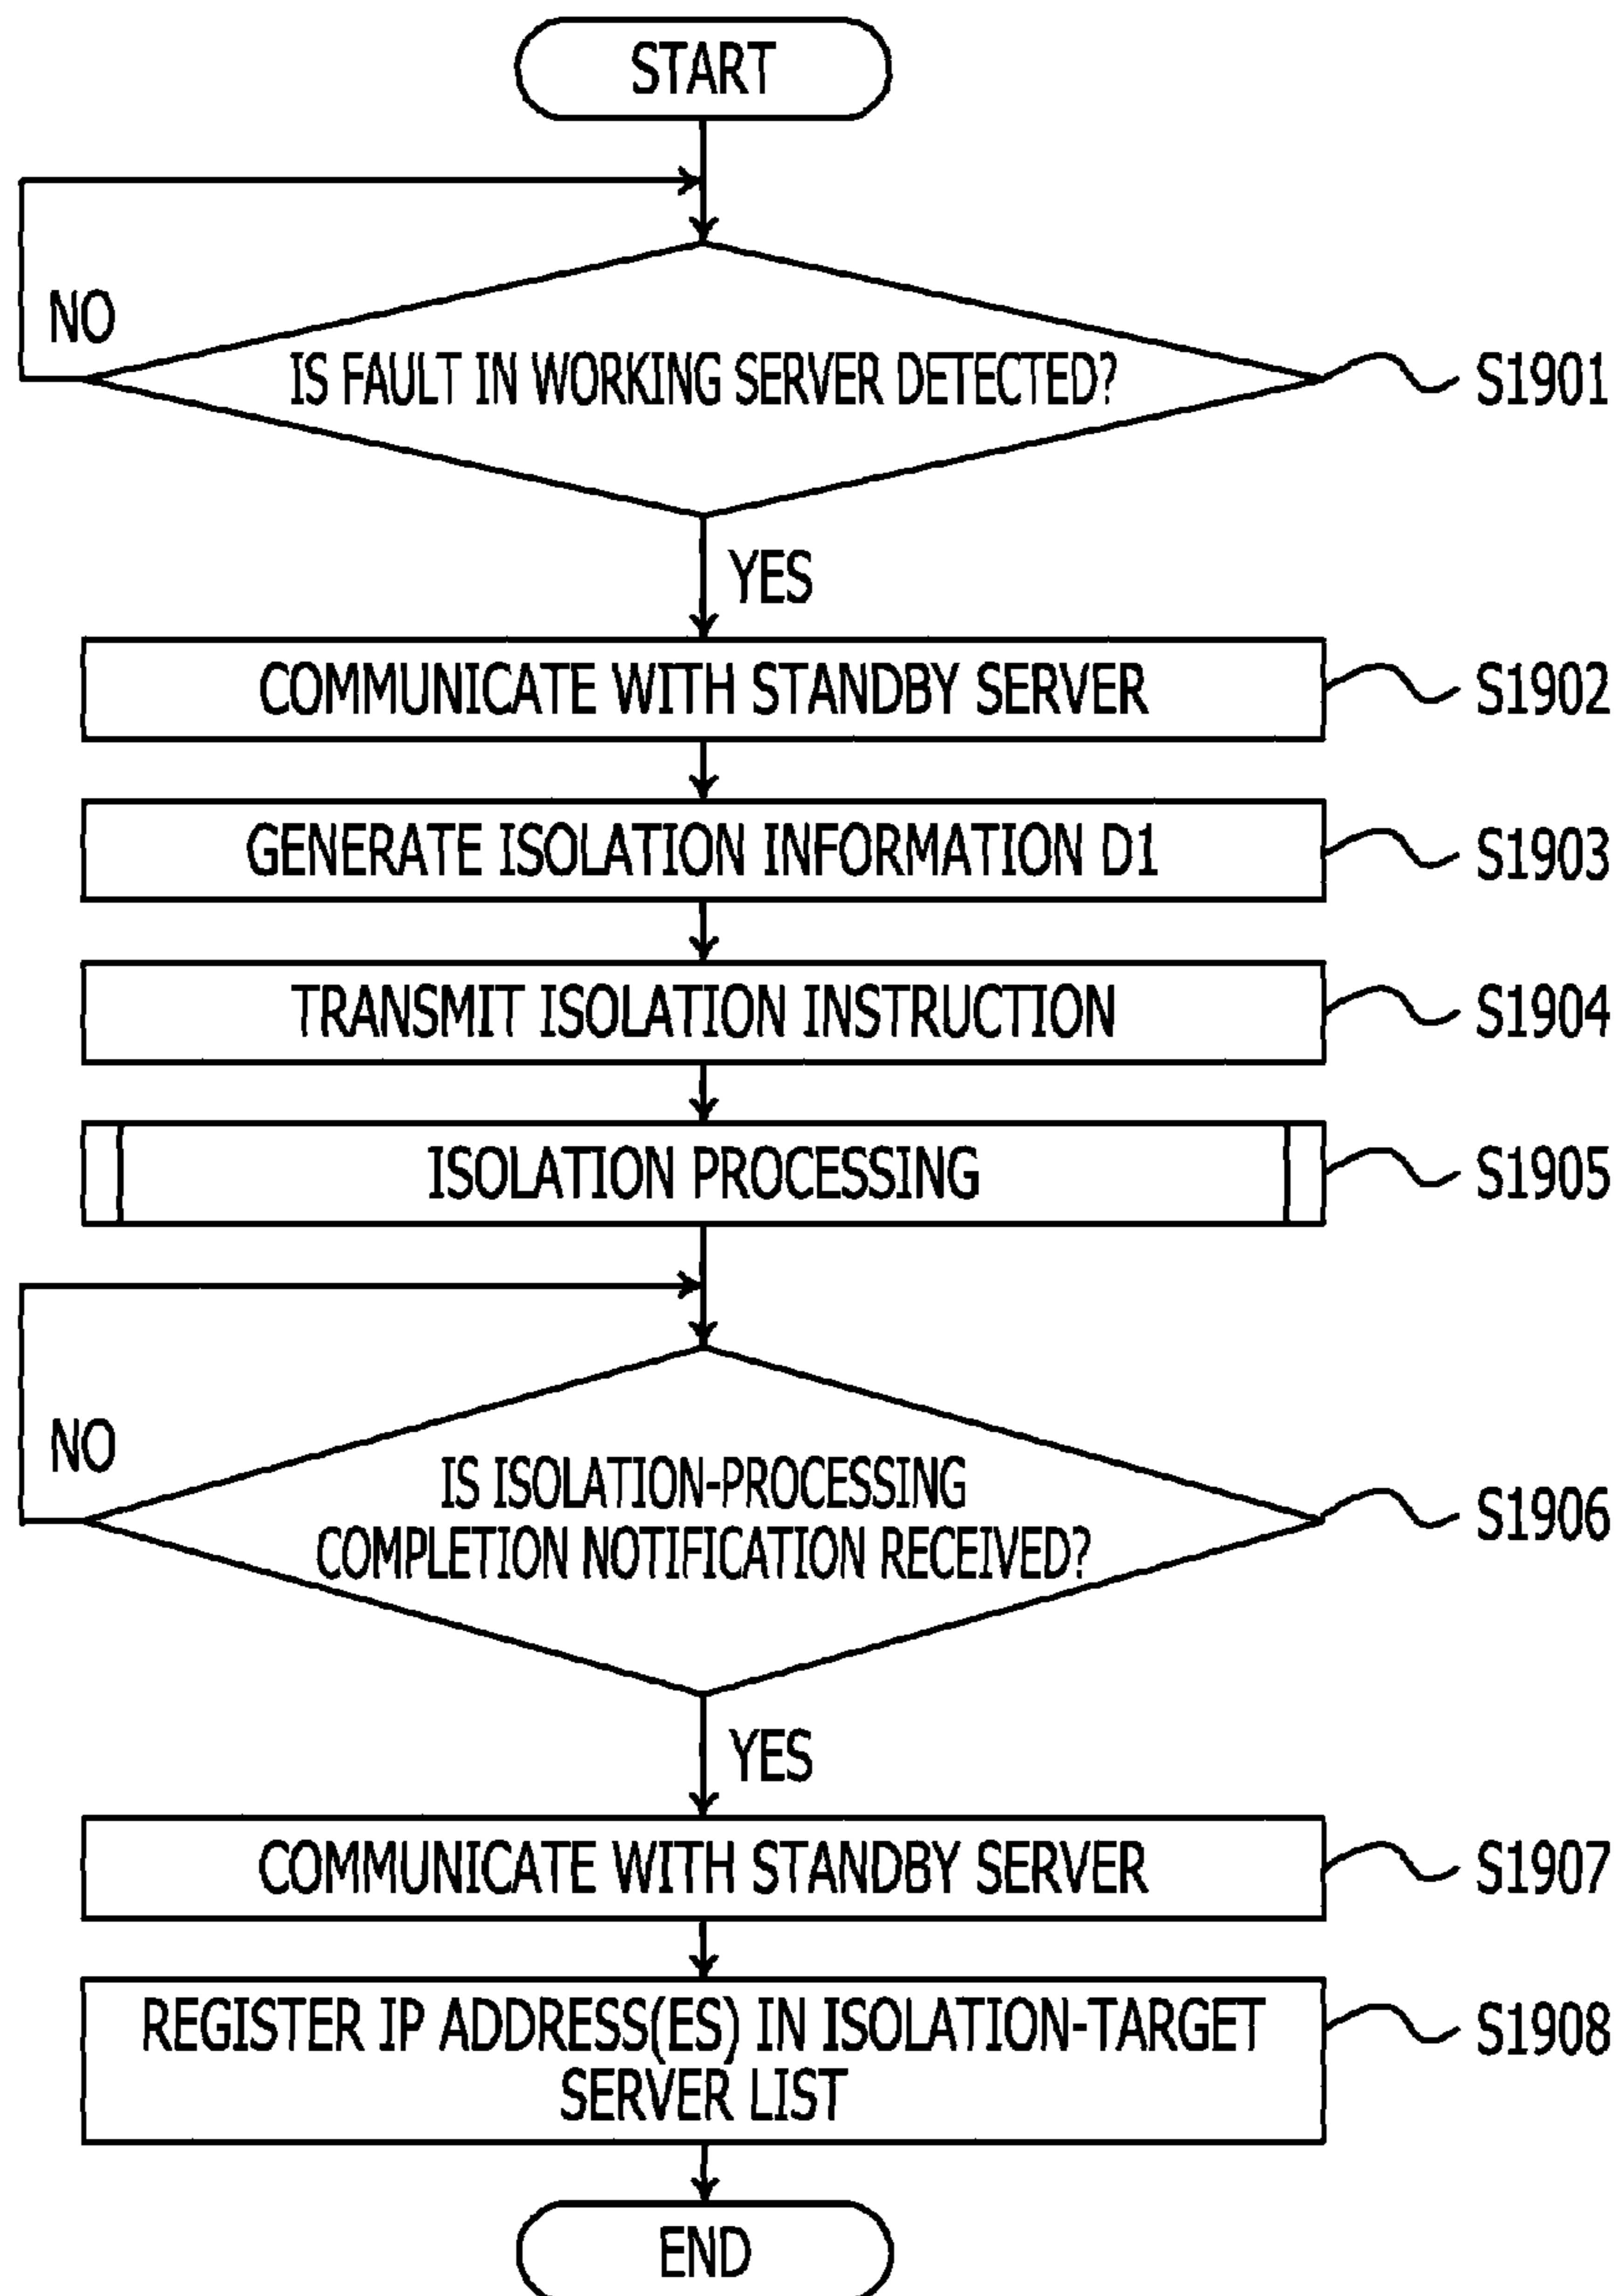 START
NO
IS FAULT IN WORKING SERVER DETECTED?
S1901
YES
COMMUNICATE WITH STANDBY SERVER
S1902
GENERATE ISOLATION INFORMATION D1
S1903
TRANSMIT ISOLATION INSTRUCTION
S1904
ISOLATION PROCESSING
S1905
NO
IS ISOLATION-PROCESSING
COMPLETION NOTIFICATION RECEIVED?
S1906
YES
COMMUNICATE WITH STANDBY SERVER
S1907
REGISTER IP ADDRESS(ES) IN ISOLATION-TARGET
SERVER LIST
S1908
END